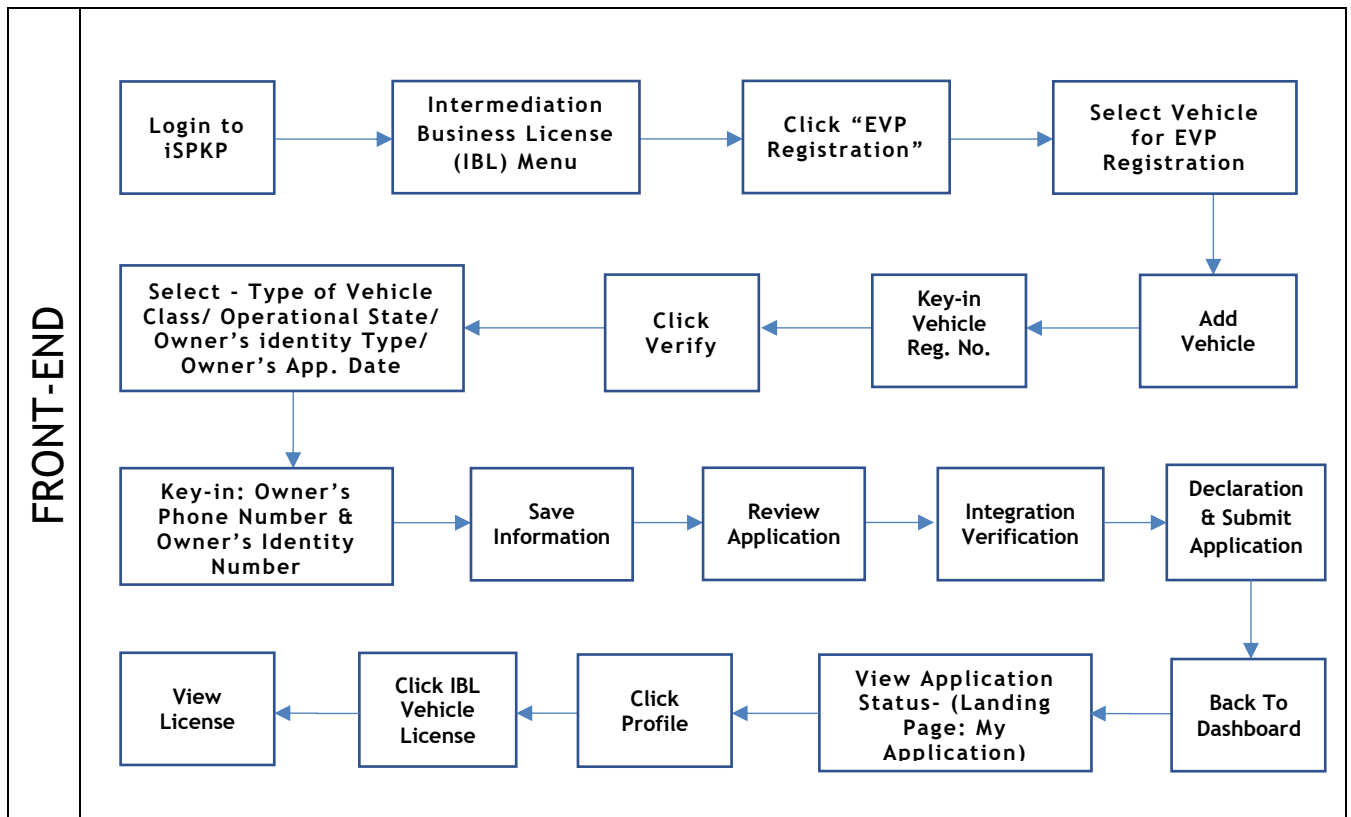 FRONT-END
Login to
iSPKP
Intermediation
Business License
(IBL) Menu
Click “EVP
Registration”
Select Vehicle
for EVP
Registration
Add
Vehicle
Key-in
Vehicle
Reg. No.
Click
Verify
Select - Type of Vehicle
Class/ Operational State/
Owner’s identity Type/
Owner’s App. Date
Key-in: Owner’s
Phone Number &
Owner’s Identity
Number
Save
Information
Review
Application
Integration
Verification
Declaration
& Submit
Application
Back To
Dashboard
View Application
Status- (Landing
Page: My
Application)
Click
Profile
Click IBL
Vehicle
License
View
License